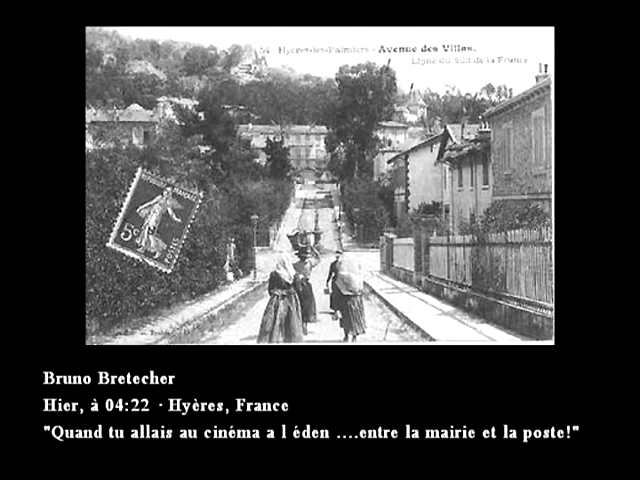 54 Hyères-les-Palmiers - Avenue des Villas.
Ligne du Sud de la France
5c
POSTES
Bruno Bretecher
Hier, à 04:22 · Hyères, France
"Quand tu allais au cinéma a l éden ....entre la mairie et la poste!"